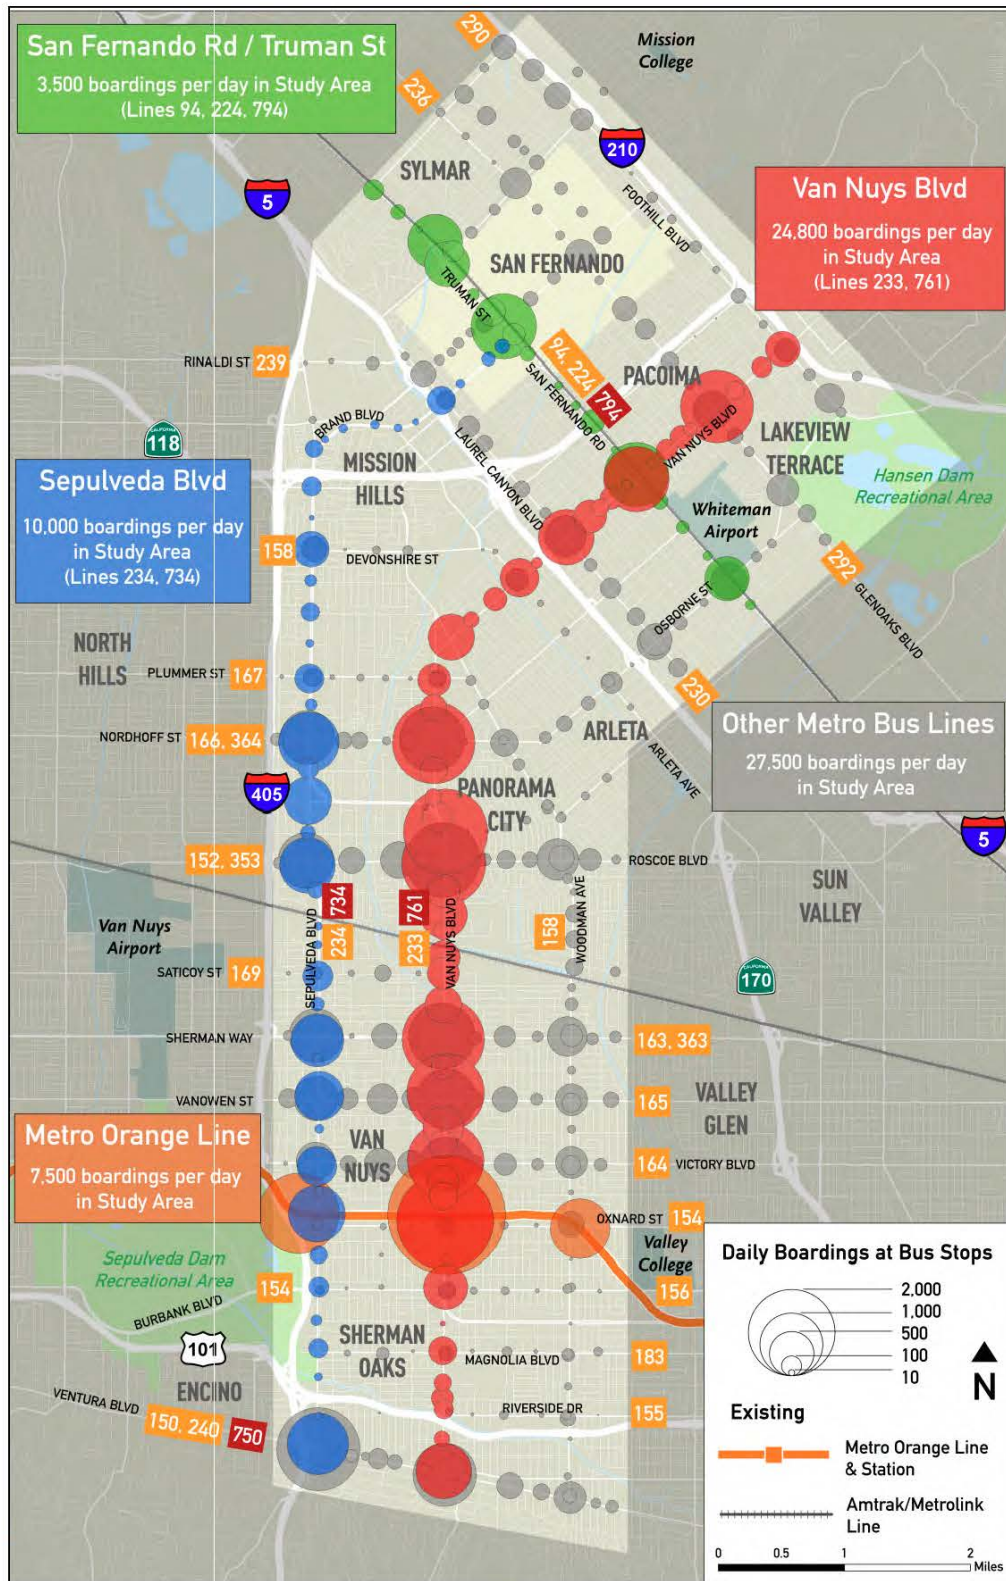 San Fernando Rd / Truman St
3,500 boardings per day in Study Area
(Lines 94, 224. 794)
290
Mission
College
236
210
SYLMAR
5
FOOTHILL BLVD
Van Nuys Blvd
24,800 boardings per day
in Study Area
(Lines 233, 761)
SAN FERNANDO
TRUMAN ST
RINALDI ST
239
94, 224
794
SAN FERNANDO RD
PACOIMA
VAN NUYS BLVD
BRAND BLVD
CALIFORNIA
118
LAUREL CANYON BLVD
MISSION
HILLS
LAKEVIEW
TERRACE
Hansen Dam
Recreational Area
Sepulveda Blvd
10,000 boardings per day
in Study Area
(Lines 234, 734)
Whiteman
Airport
158
DEVONSHIRE ST
292
GLENOAKS BLVD
OSBORNE ST
NORTH
HILLS
PLUMMER ST
167
230
NORDHOFF ST
166, 364
ARLETA
ARLETA AVE
Other Metro Bus Lines
27,500 boardings per day
in Study Area
405
PANORAMA
CITY
5
152, 353
ROSCOE BLVD
SUN
VALLEY
734
234
SEPULVEDA BLVD
761
233
VAN NUYS BLVD
158
WOODMAN AVE
Van Nuys
Airport
SATICOY ST
169
CALIFORNIA
170
SHERMAN WAY
163, 363
VANOWEN ST
165
VALLEY
GLEN
Metro Orange Line
7,500 boardings per day
in Study Area
VAN
NUYS
164
VICTORY BLVD
OXNARD ST
154
Valley
College
Sepulveda Dam
Recreational Area
154
156
BURBANK BLVD
101
SHERMAN
OAKS
MAGNOLIA BLVD
183
ENCINO
VENTURA BLVD
150, 240
750
RIVERSIDE DR
155
Daily Boardings at Bus Stops
2,000
1,000
500
100
10
N
Existing
Metro Orange Line
& Station
Amtrak/Metrolink
Line
0 0.5 1 2
Miles